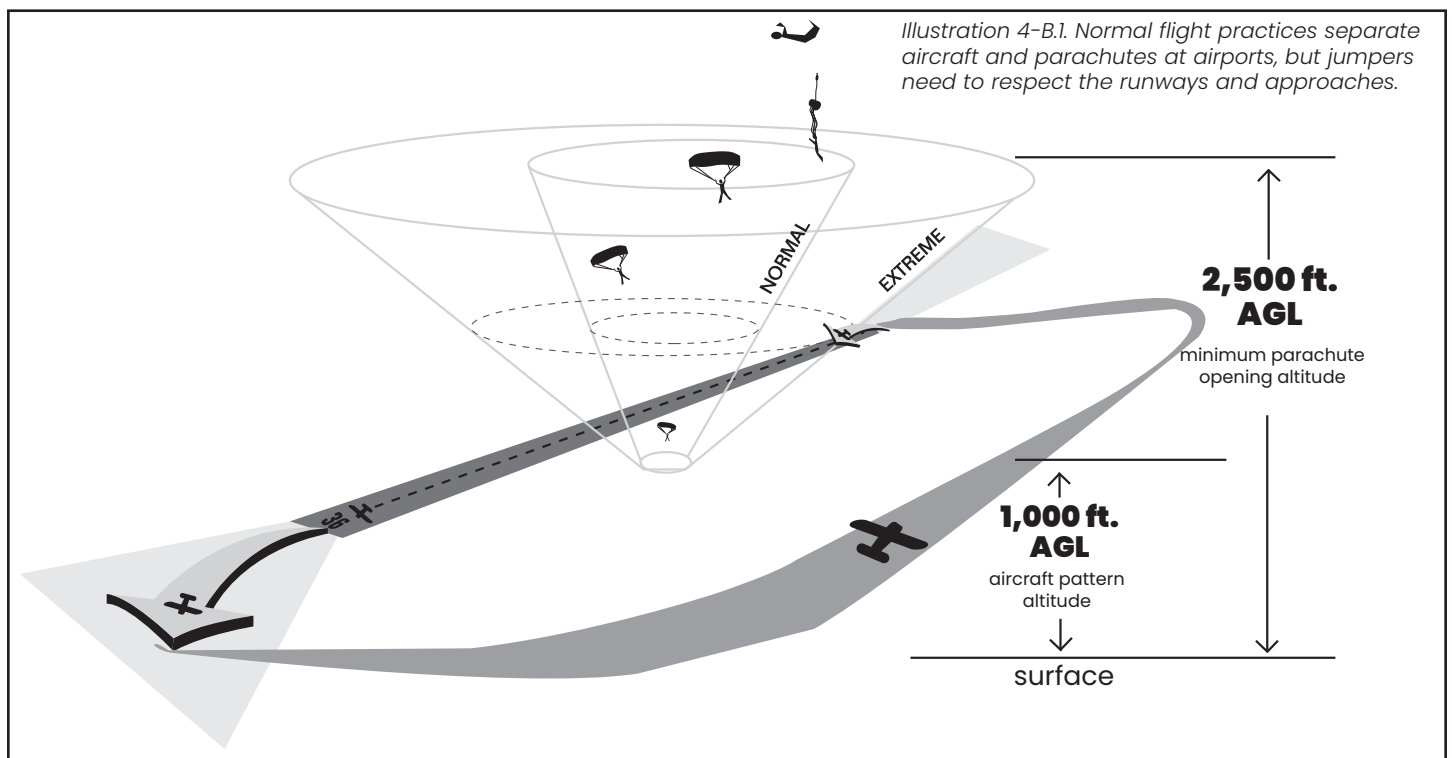 Illustration 4-B.1. Normal flight practices separate
aircraft and parachutes at airports, but jumpers
need to respect the runways and approaches.
NORMAL
EXTREME
2,500 ft.
AGL
minimum parachute
opening altitude
1,000 ft.
AGL
aircraft pattern
altitude
surface